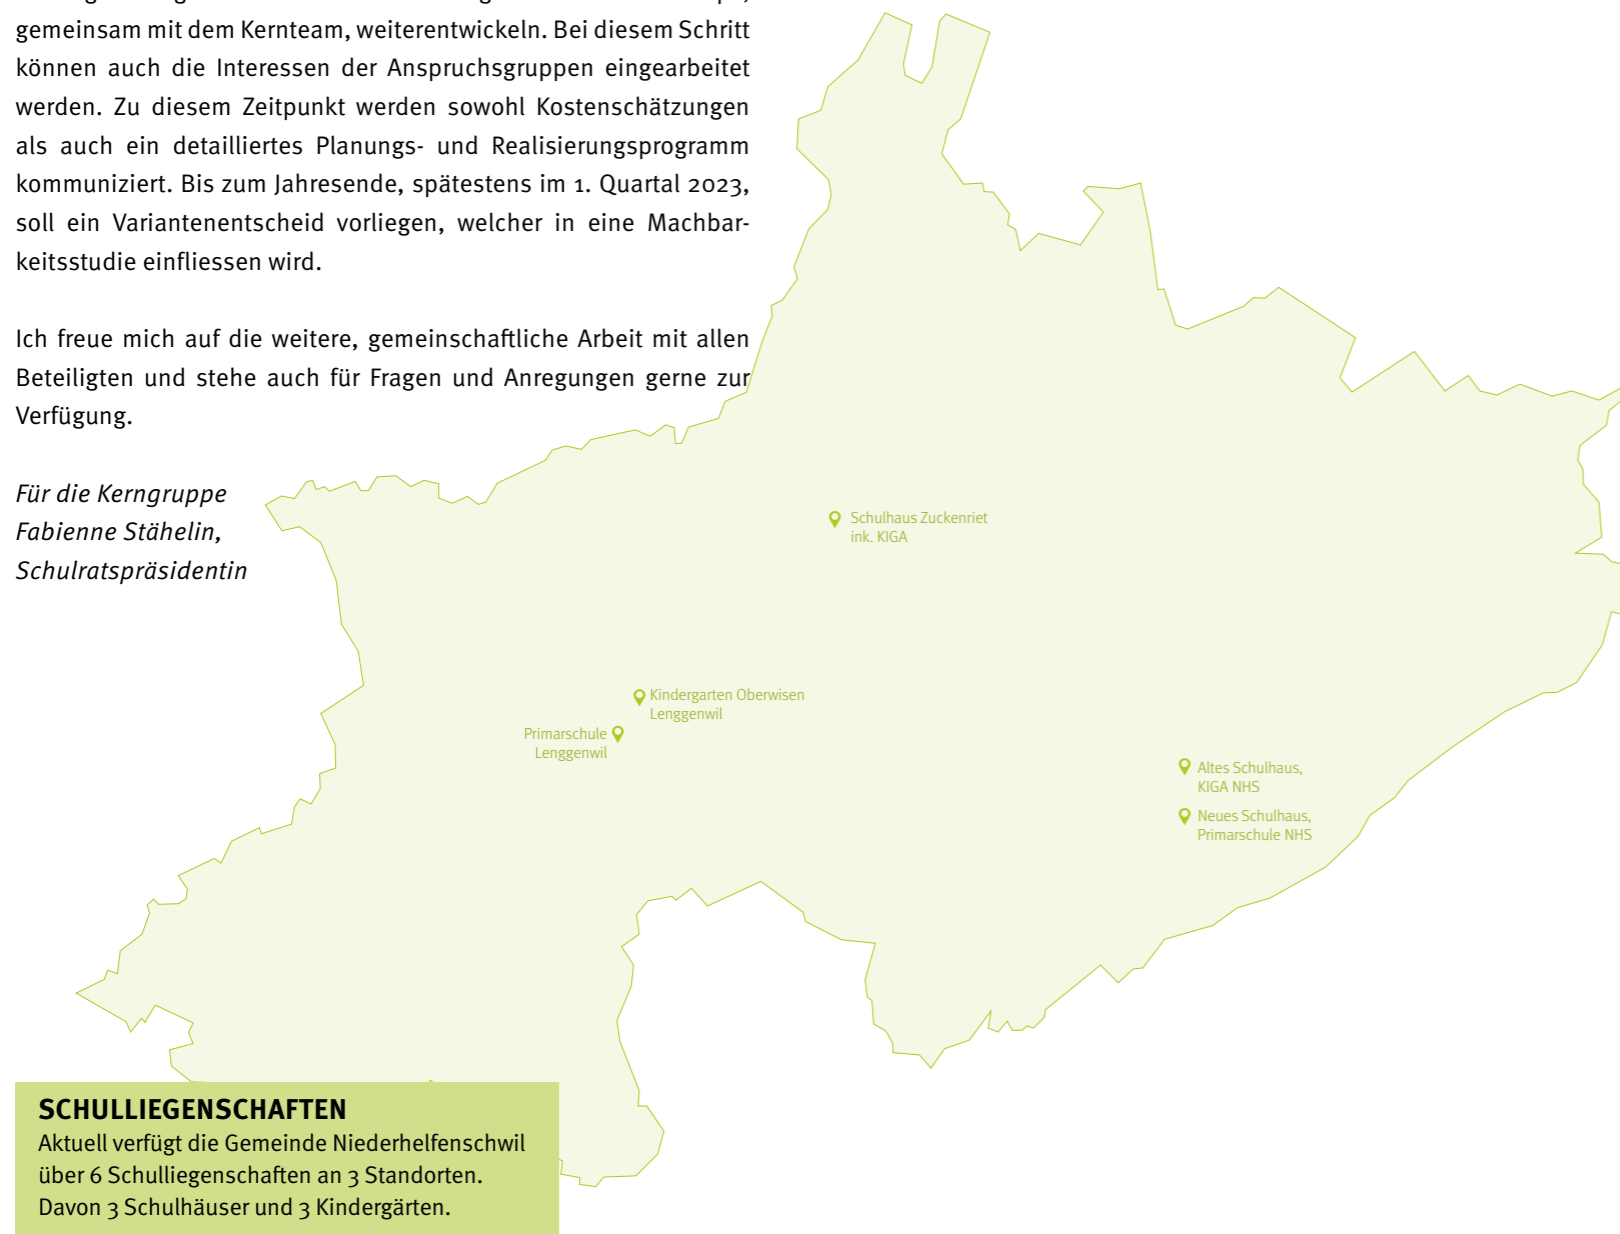 gemeinsam mit dem Kernteam, weiterentwickeln. Bei diesem Schritt
können auch die Interessen der Anspruchsgruppen eingearbeitet
werden. Zu diesem Zeitpunkt werden sowohl Kostenschätzungen
als auch ein detailliertes Planungs- und Realisierungsprogramm
kommuniziert. Bis zum Jahresende, spätestens im 1. Quartal 2023,
soll ein Variantenentscheid vorliegen, welcher in eine Machbar-
keitsstudie einfliessen wird.
Ich freue mich auf die weitere, gemeinschaftliche Arbeit mit allen
Beteiligten und stehe auch für Fragen und Anregungen gerne zur
Verfügung.
Für die Kerngruppe
Fabienne Stähelin,
Schulratspräsidentin
Schulhaus Zuckenriet
ink. KIGA
Kindergarten Oberwisen
Lenggenwil
Primarschule
Lenggenwil
Altes Schulhaus,
KIGA NHS
Neues Schulhaus,
Primarschule NHS
SCHULLIEGENSCHAFTEN
Aktuell verfügt die Gemeinde Niederhelfenschwil
über 6 Schulliegenschaften an 3 Standorten.
Davon 3 Schulhäuser und 3 Kindergärten.